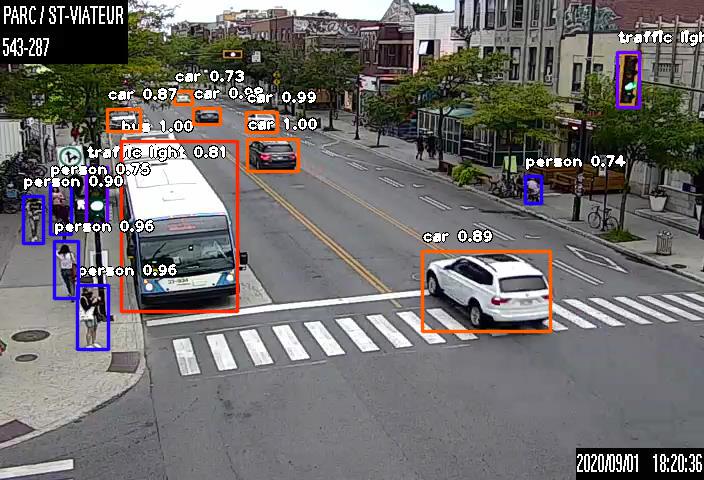 PARC / ST-VIATEUR
543-287
traffic ligh
car 0.73
car 0.87
car 0.98
car 0.99
bus 1.00
car 1.00
traffic light 0.81
person 0.74
person 0.75
person 0.90
person 0.96
car 0.89
person 0.96
2020/09/01 18:20:36